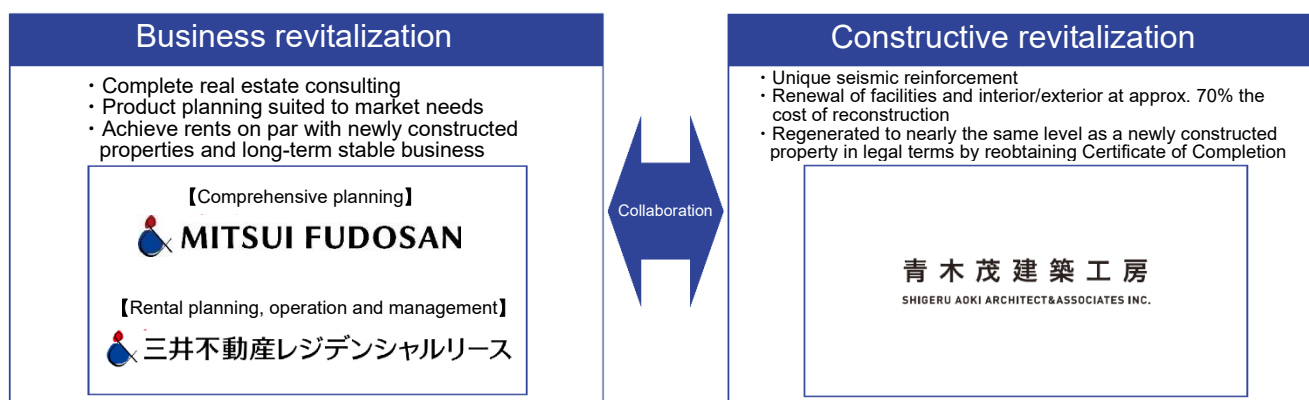 Business revitalization
・Complete real estate consulting
・Product planning suited to market needs
・Achieve rents on par with newly constructed
properties and long-term stable business
【Comprehensive planning】
MITSUI FUDOSAN
【Rental planning, operation and management】
三井不動産レジデンシャルリース
Collaboration
Constructive revitalization
・Unique seismic reinforcement
・Renewal of facilities and interior/exterior at approx. 70% the
cost of reconstruction
・Regenerated to nearly the same level as a newly constructed
property in legal terms by reobtaining Certificate of Completion
青木茂建築工房
SHIGERU AOKI ARCHITECT&ASSOCIATES INC.